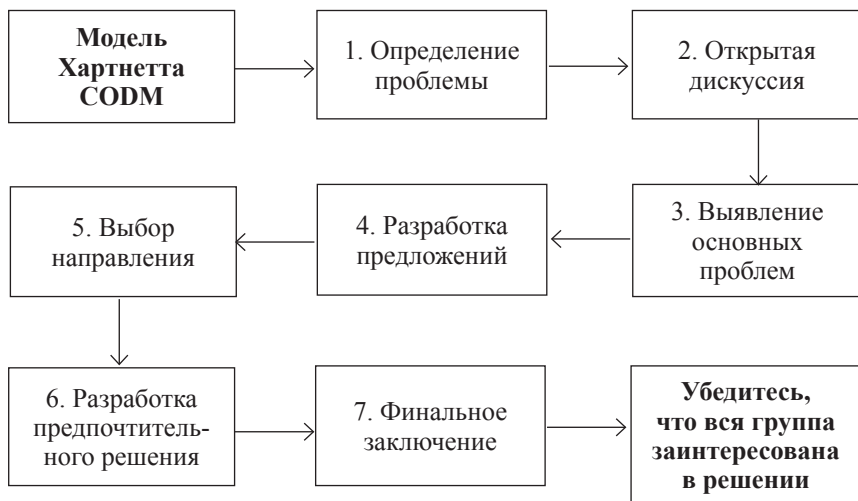 Модель
Хартнетта
CODM
1. Определение
проблемы
2. Открытая
дискуссия
3. Выявление
основных
проблем
4. Разработка
предложений
5. Выбор
направления
6. Разработка
предпочтитель-
ного решения
7. Финальное
заключение
Убедитесь,
что вся группа
заинтересована
в решении